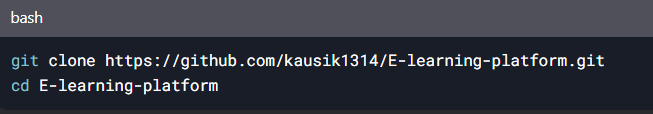 bash
git clone https://github.com/kausik1314/E-learning-platform.git
cd E-learning-platform